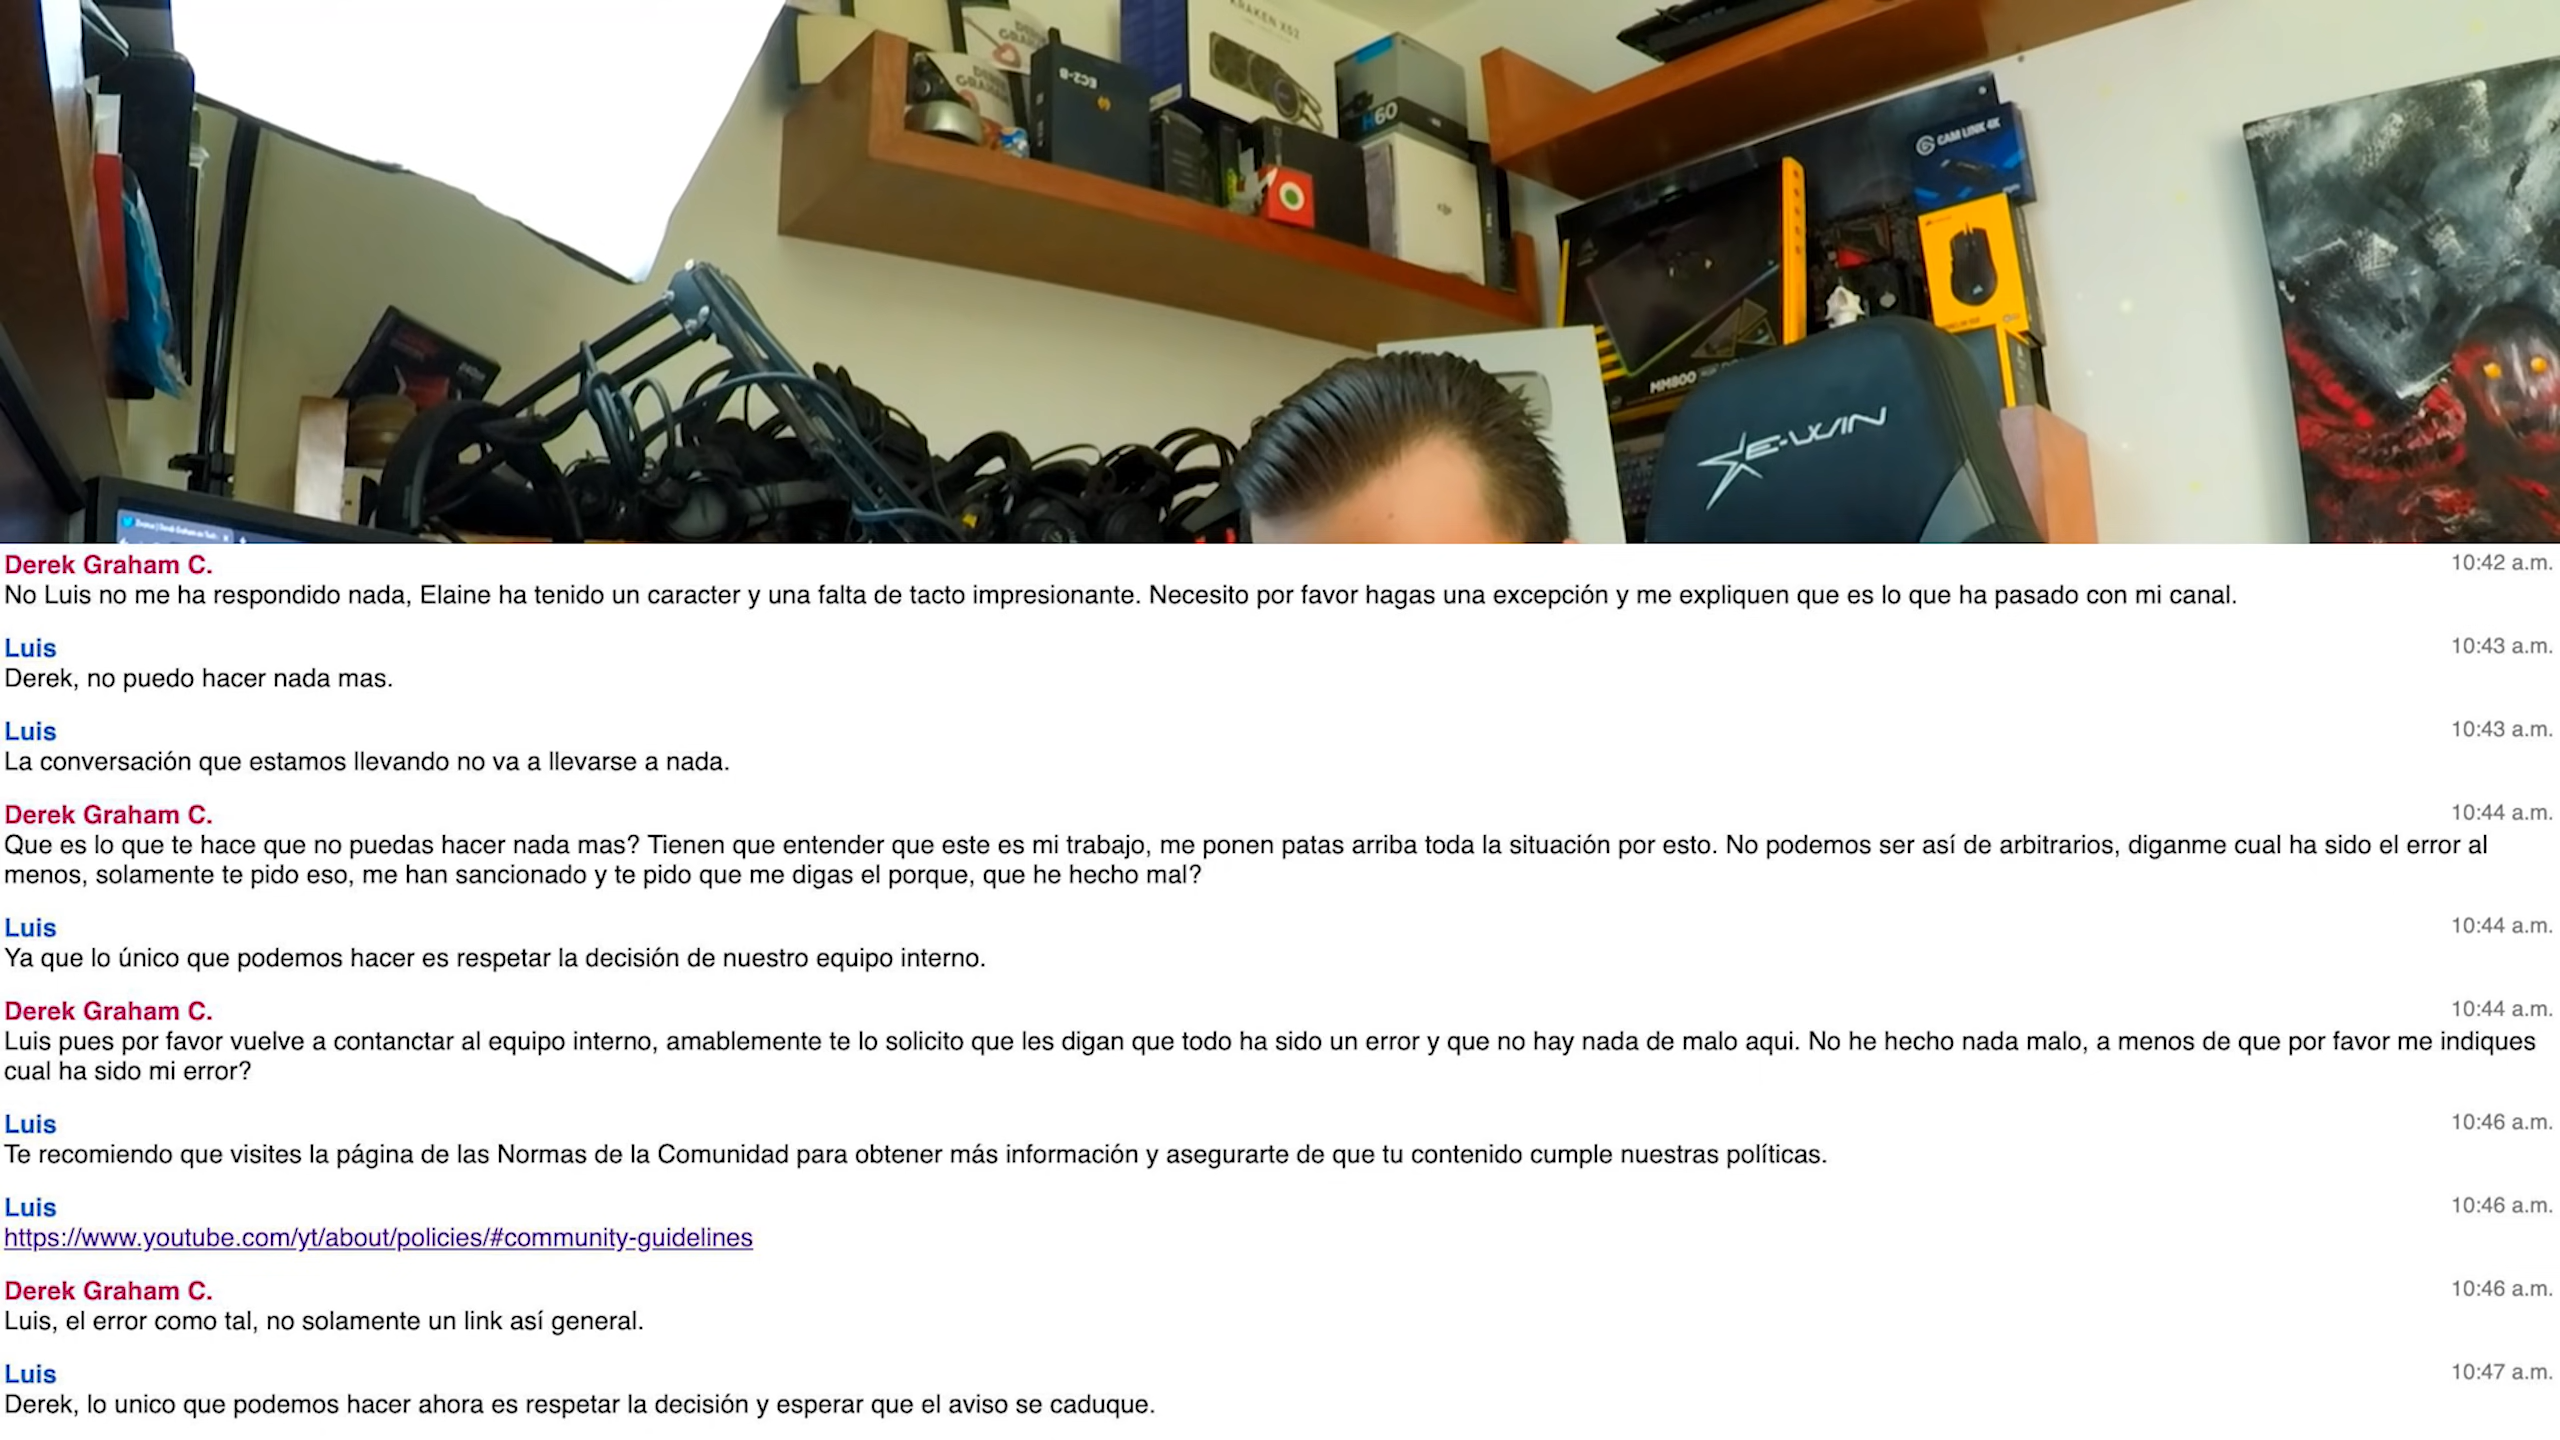 KRAKEN X52
EC2-B
H60
CAM LINK 4K
dji
MM800
E-WIN
Derek Graham C. 10:42 a.m.
No Luis no me ha respondido nada, Elaine ha tenido un caracter y una falta de tacto impresionante. Necesito por favor hagas una excepción y me expliquen que es lo que ha pasado con mi canal.
Luis 10:43 a.m.
Derek, no puedo hacer nada mas.
Luis 10:43 a.m.
La conversación que estamos llevando no va a llevarse a nada.
Derek Graham C. 10:44 a.m.
Que es lo que te hace que no puedas hacer nada mas? Tienen que entender que este es mi trabajo, me ponen patas arriba toda la situación por esto. No podemos ser así de arbitrarios, diganme cual ha sido el error al
menos, solamente te pido eso, me han sancionado y te pido que me digas el porque, que he hecho mal?
Luis 10:44 a.m.
Ya que lo único que podemos hacer es respetar la decisión de nuestro equipo interno.
Derek Graham C. 10:44 a.m.
Luis pues por favor vuelve a contanctar al equipo interno, amablemente te lo solicito que les digan que todo ha sido un error y que no hay nada de malo aqui. No he hecho nada malo, a menos de que por favor me indiques
cual ha sido mi error?
Luis 10:46 a.m.
Te recomiendo que visites la página de las Normas de la Comunidad para obtener más información y asegurarte de que tu contenido cumple nuestras políticas.
Luis 10:46 a.m.
https://www.youtube.com/yt/about/policies/#community-guidelines
Derek Graham C. 10:46 a.m.
Luis, el error como tal, no solamente un link así general.
Luis 10:47 a.m.
Derek, lo unico que podemos hacer ahora es respetar la decisión y esperar que el aviso se caduque.